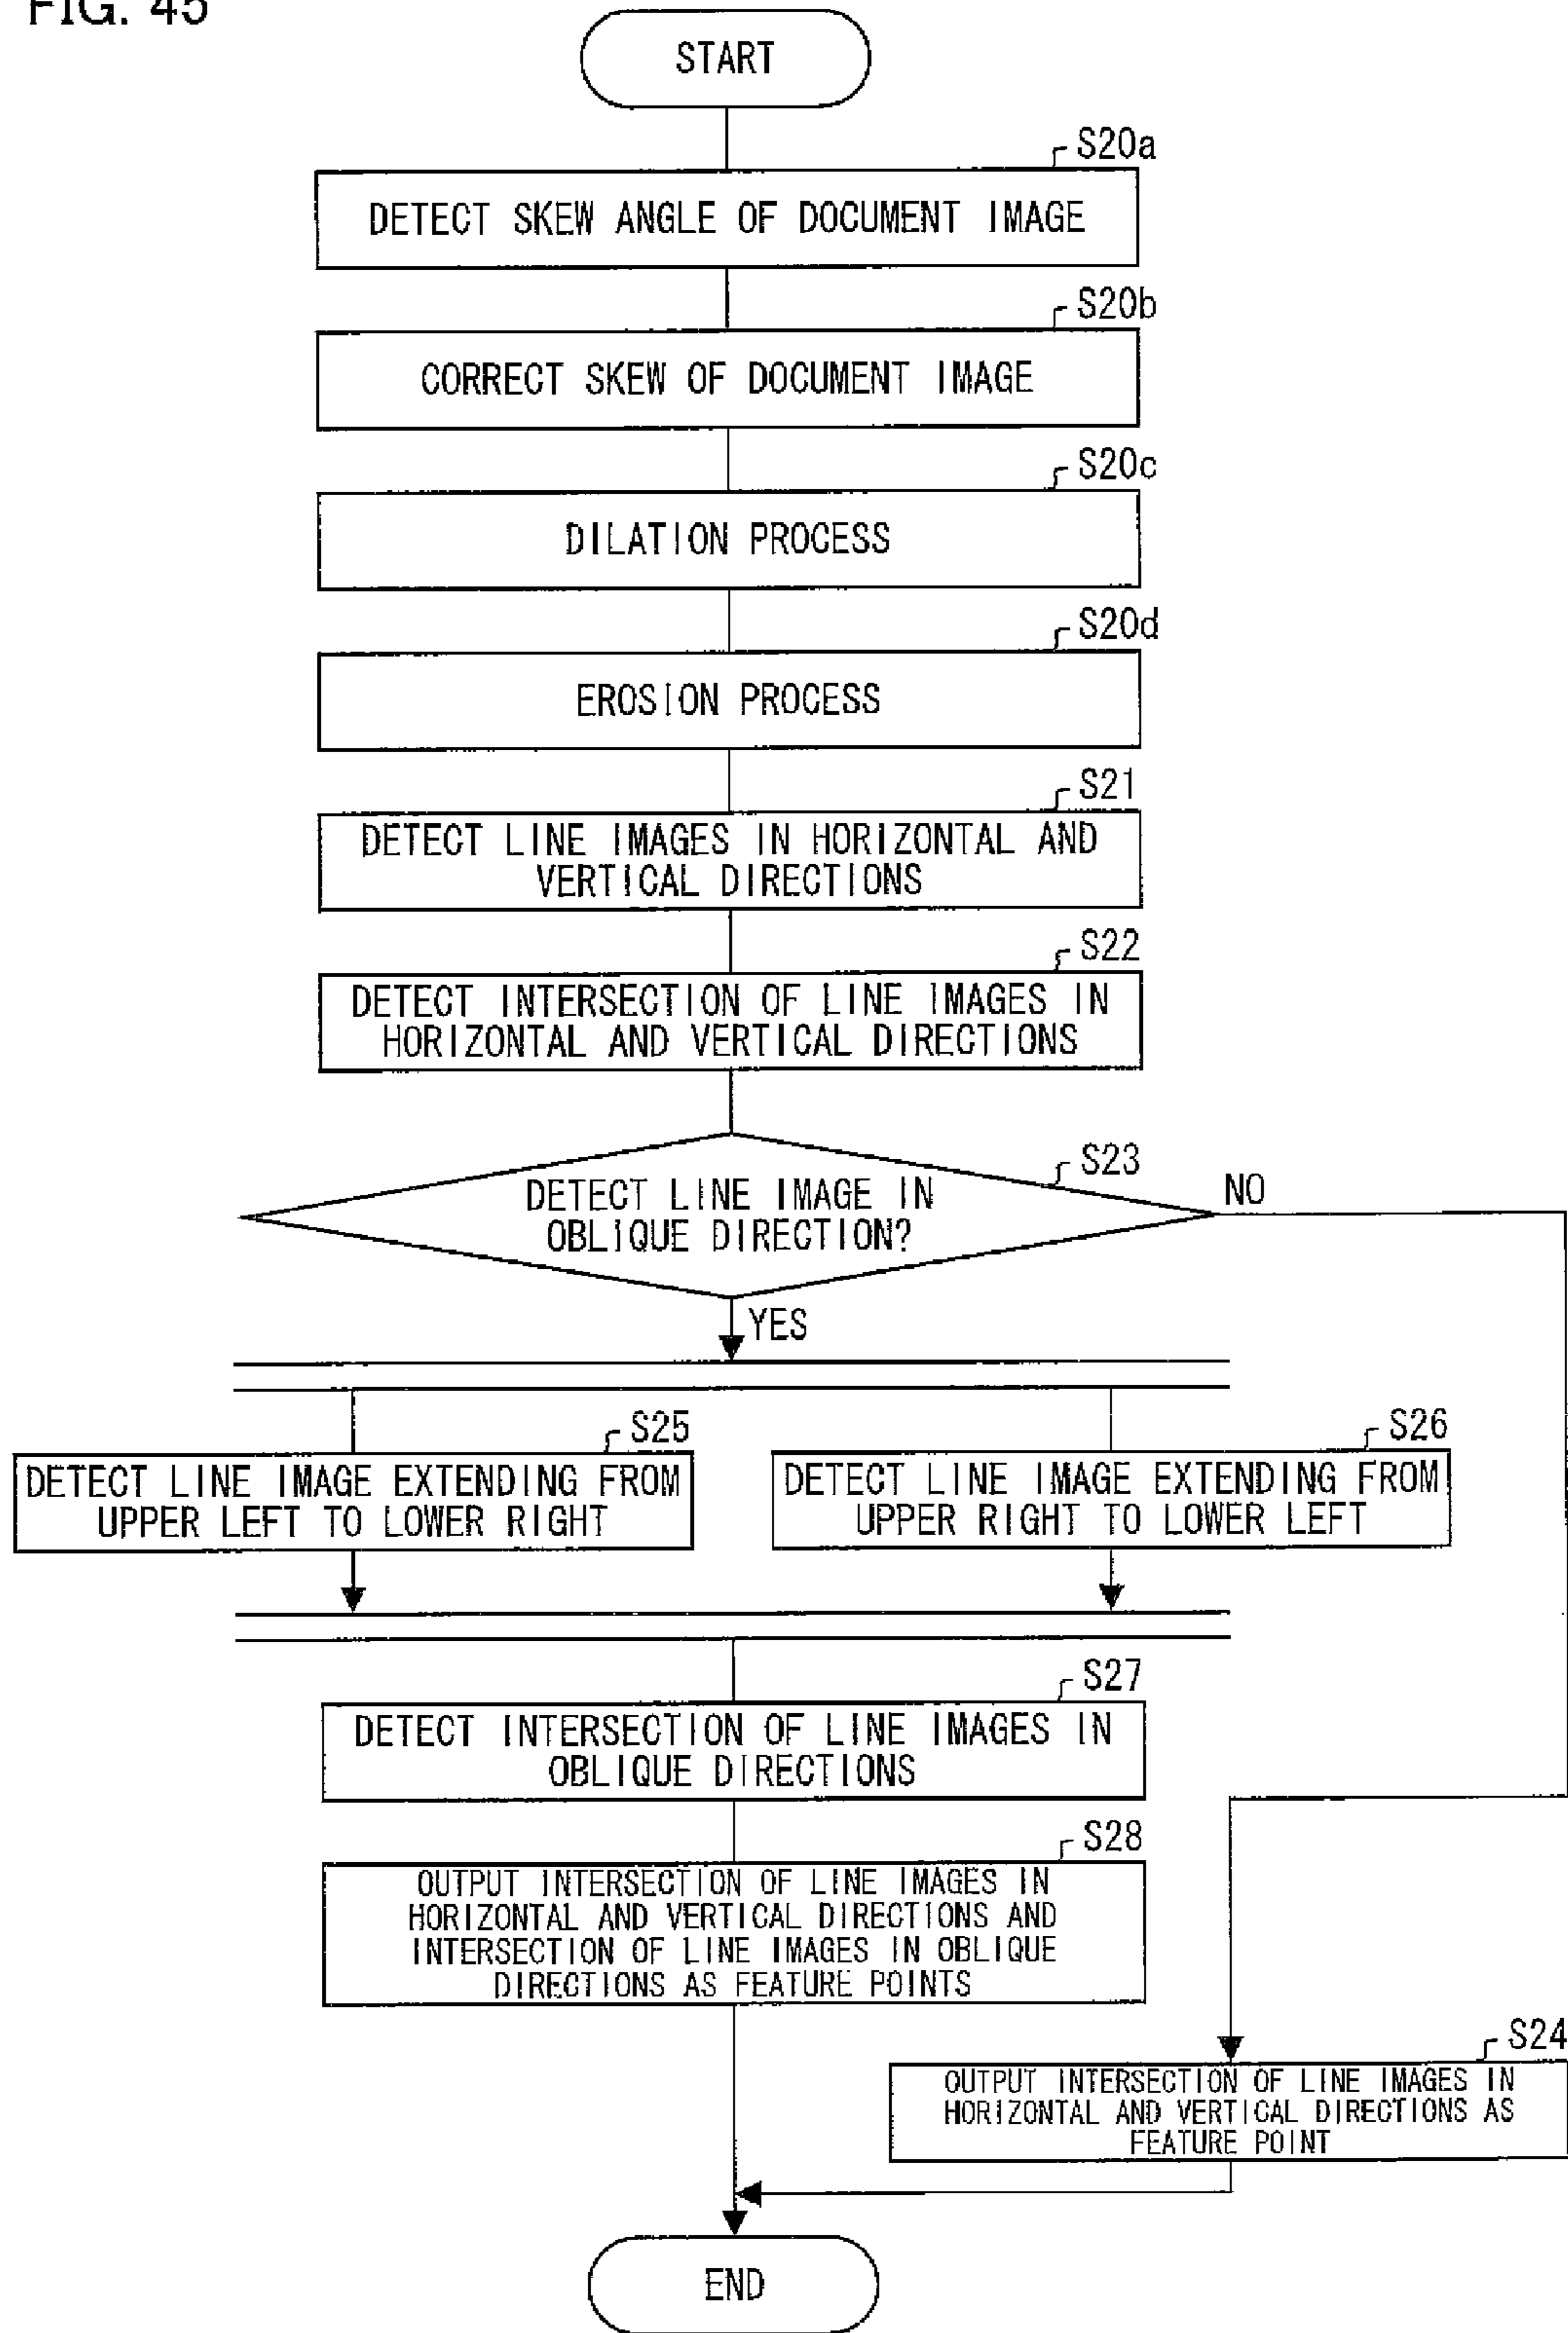 FIG. 45
START
S20a
DETECT SKEW ANGLE OF DOCUMENT IMAGE
S20b
CORRECT SKEW OF DOCUMENT IMAGE
S20c
DILATION PROCESS
S20d
EROSION PROCESS
S21
DETECT LINE IMAGES IN HORIZONTAL AND
VERTICAL DIRECTIONS
S22
DETECT INTERSECTION OF LINE IMAGES IN
HORIZONTAL AND VERTICAL DIRECTIONS
S23
DETECT LINE IMAGE IN
OBLIQUE DIRECTION?
NO
YES
S25
DETECT LINE IMAGE EXTENDING FROM
UPPER LEFT TO LOWER RIGHT
S26
DETECT LINE IMAGE EXTENDING FROM
UPPER RIGHT TO LOWER LEFT
S27
DETECT INTERSECTION OF LINE IMAGES IN
OBLIQUE DIRECTIONS
S28
OUTPUT INTERSECTION OF LINE IMAGES IN
HORIZONTAL AND VERTICAL DIRECTIONS AND
INTERSECTION OF LINE IMAGES IN OBLIQUE
DIRECTIONS AS FEATURE POINTS
S24
OUTPUT INTERSECTION OF LINE IMAGES IN
HORIZONTAL AND VERTICAL DIRECTIONS AS
FEATURE POINT
END